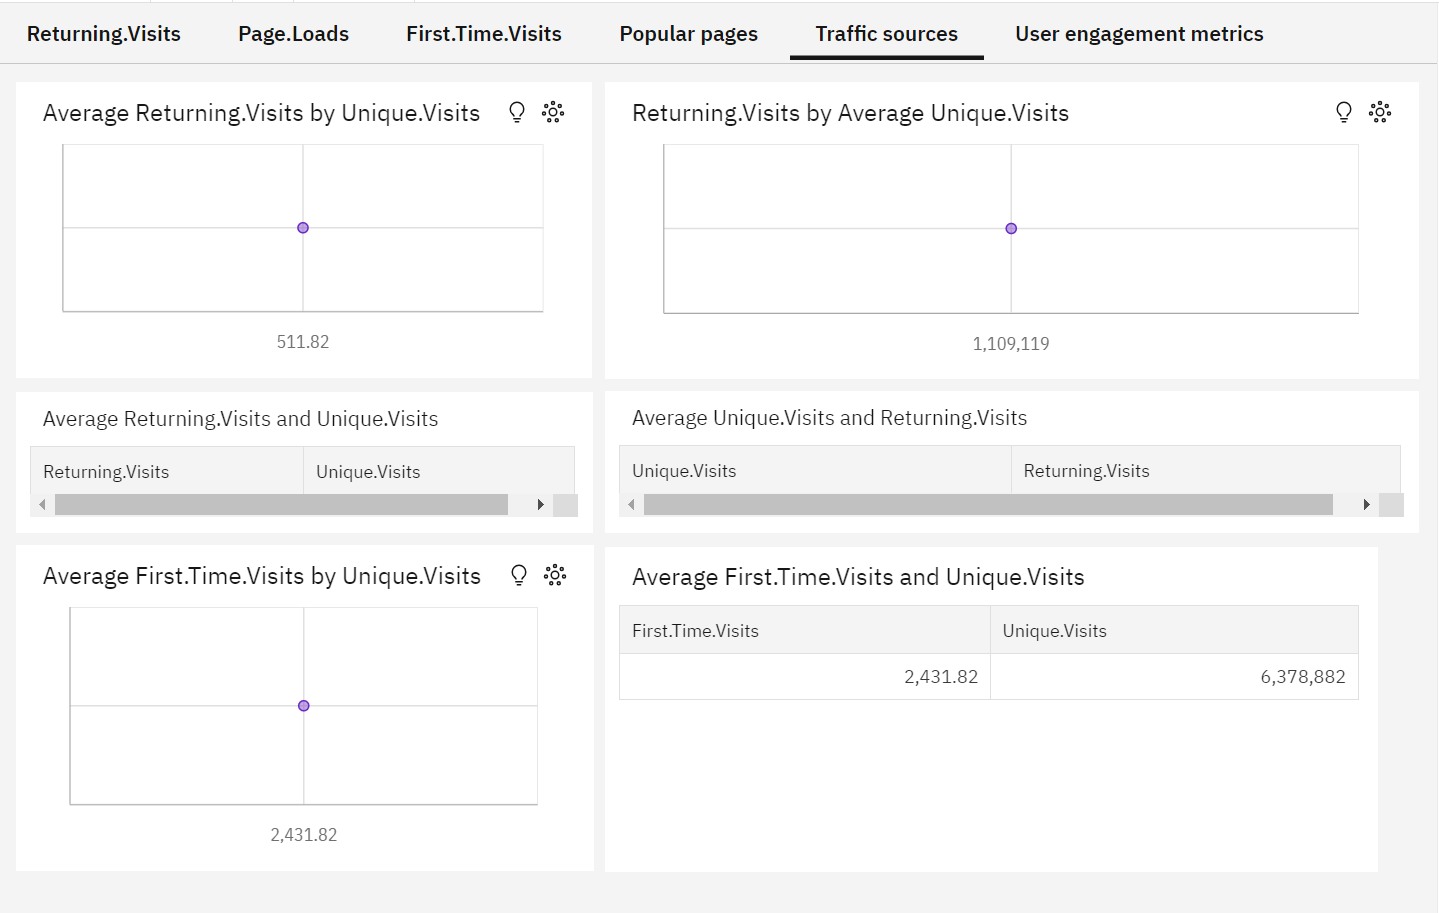 Returning.Visits Page.Loads First.Time.Visits Popular pages Traffic sources User engagement metrics
Average Returning.Visits by Unique.Visits
511.82
Returning.Visits by Average Unique.Visits
1,109,119
Average Returning.Visits and Unique.Visits
Returning.Visits Unique.Visits
Average Unique.Visits and Returning.Visits
Unique.Visits Returning.Visits
Average First.Time.Visits by Unique.Visits
2,431.82
Average First.Time.Visits and Unique.Visits
First.Time.Visits Unique.Visits
2,431.82 6,378,882